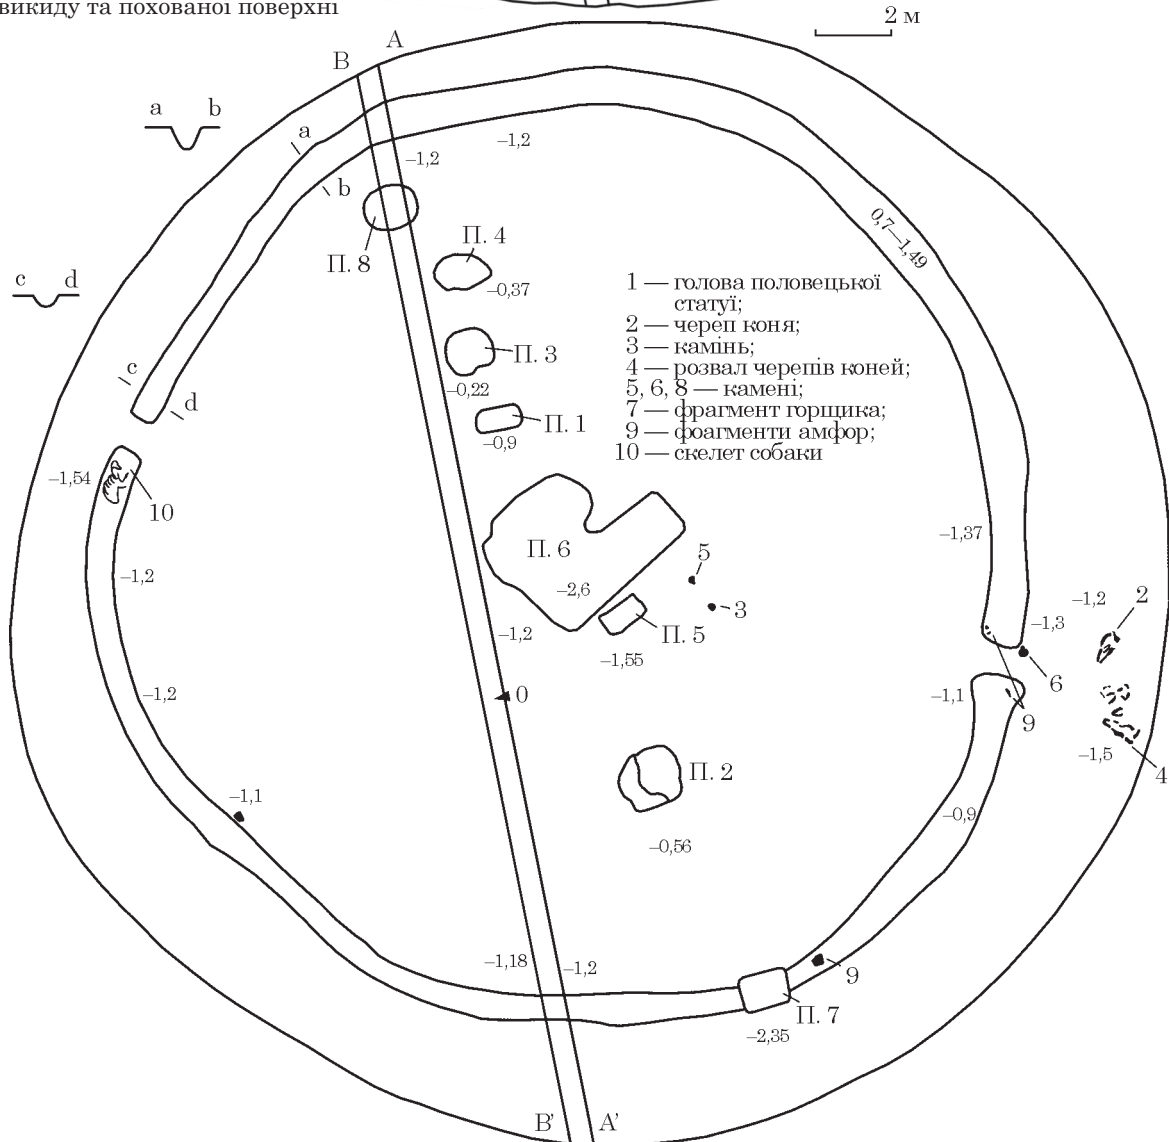 викиду та похованої поверхні
2 м
A
B
a b
a
b
–1,2
–1,2
0,7—1,49
П. 8
П. 4
–0,37
c d
1 — голова половецької
статуї;
2 — череп коня;
3 — камінь;
4 — розвал черепів коней;
5, 6, 8 — камені;
7 — фрагмент горщика;
9 — фоагменти амфор;
10 — скелет собаки
П. 3
–0,22
c
d
П. 1
–0,9
–1,54
10
П. 6
–1,37
5
–2,6
–1,2
–1,2
2
3
–1,3
–1,2
П. 5
–1,55
6
–1,2
0
–1,1
9
–1,5
4
П. 2
–1,1
–0,9
–0,56
–1,18
–1,2
9
П. 7
–2,35
B' A'